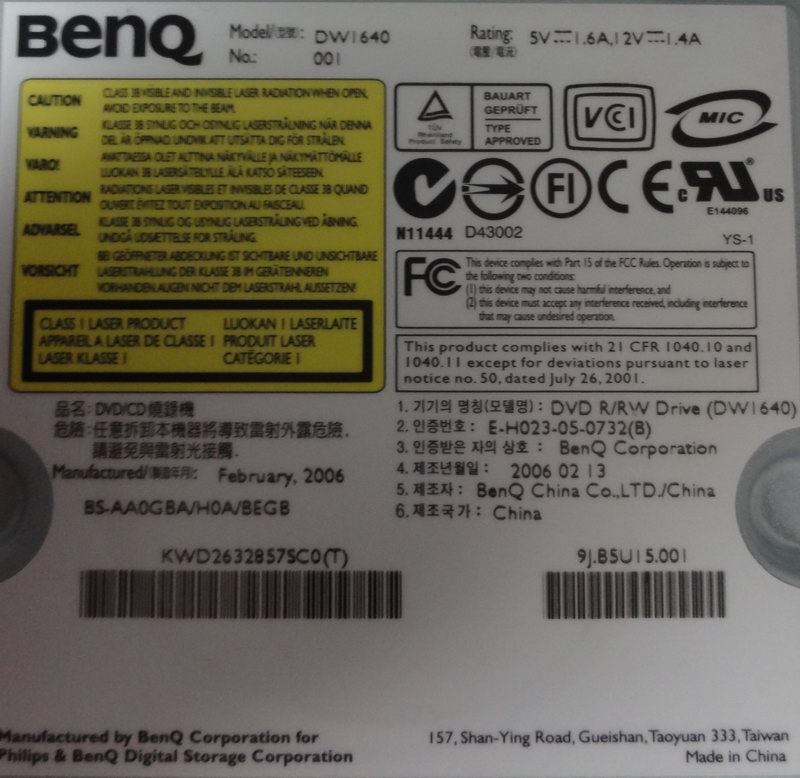 BenQ
Model/型號: DW1640
No.: 001
Rating: 5V⎓1.6A,12V⎓1.4A
(電壓/電流)
CAUTION CLASS 3B VISIBLE AND INVISIBLE LASER RADIATION WHEN OPEN, AVOID EXPOSURE TO THE BEAM.
VARNING KLASSE 3B SYNLIG OCH OSYNLIG LASERSTRÅLNING NÄR DENNA DEL ÄR ÖPPNAD. UNDVIK ATT UTSÄTTA DIG FÖR STRÅLEN.
VARO! AVATTAESSA OLET ALTTIINA NÄKYVÄLLE JA NÄKYMÄTTÖMÄLLE LUOKAN 3B LASERSÄTEILYLLE. ÄLÄ KATSO SÄTEESEEN.
ATTENTION RADIATIONS LASER VISIBLES ET INVISIBLES DE CLASSE 3B QUAND OUVERT. EVITEZ TOUT EXPOSITION AU FAISCEAU.
ADVARSEL KLASSE 3B SYNLIG OG USYNLIG LASERSTRÅLING VED ÅBNING. UNDGÅ UDSÆTTELSE FOR STRÅLING.
VORSICHT BEI GEÖFFNETER ABDECKUNG IST SICHTBARE UND UNSICHTBARE LASERSTRAHLUNG DER KLASSE 3B IM GERÄTEINNEREN VORHANDEN. AUGEN NICHT DEM LASERSTRAHL AUSSETZEN!
CLASS 1 LASER PRODUCT LUOKAN 1 LASERLAITE
APPAREIL A LASER DE CLASSE 1 PRODUIT LASER
LASER KLASSE 1 CATÉGORIE 1
TÜV
Rheinland
Product Safety
BAUART
GEPRÜFT
TYPE
APPROVED
VCI
MIC
N11444 D43002
FI
CE
c RU ® US
E144096
YS-1
FC
This device complies with Part 15 of the FCC Rules. Operation is subject to
the following two conditions:
(1) this device may not cause harmful interference, and
(2) this device must accept any interference received, including interference
that may cause undesired operation.
This product complies with 21 CFR 1040.10 and
1040.11 except for deviations pursuant to laser
notice no. 50, dated July 26, 2001.
品名: DVD/CD燒錄機
危險: 任意拆卸本機器將導致雷射外露危險,
請避免與雷射光接觸.
Manufactured/製造年月: February, 2006
BS-AA0GBA/H0A/BEGB
1. 기기의 명칭(모델명) : DVD R/RW Drive (DW1640)
2. 인증번호 : E-H023-05-0732(B)
3. 인증받은 자의 상호 : BenQ Corporation
4. 제조년월일 : 2006 02 13
5. 제조자 : BenQ China Co.,LTD./China
6. 제조국가 : China
KWD2632857SC0(T)
9J.B5U15.001
Manufactured by BenQ Corporation for
Philips & BenQ Digital Storage Corporation
157, Shan-Ying Road, Gueishan, Taoyuan 333, Taiwan
Made in China